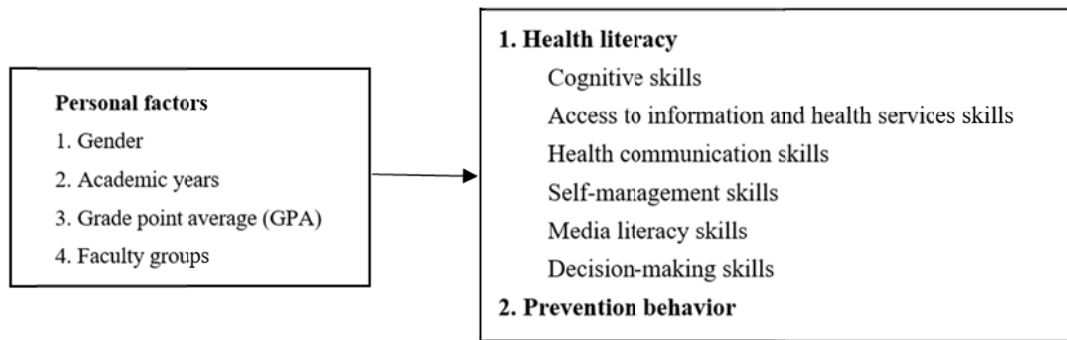 Personal factors
1. Gender
2. Academic years
3. Grade point average (GPA)
4. Faculty groups
1. Health literacy
Cognitive skills
Access to information and health services skills
Health communication skills
Self-management skills
Media literacy skills
Decision-making skills
2. Prevention behavior